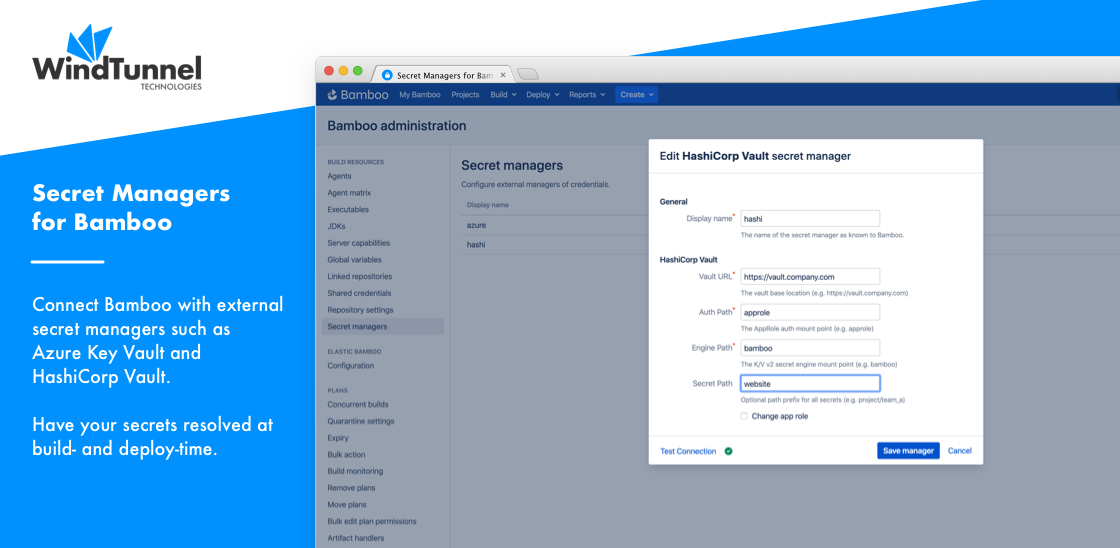 WindTunnel
TECHNOLOGIES
Secret Managers
for Bamboo
Connect Bamboo with external
secret managers such as
Azure Key Vault and
HashiCorp Vault.
Have your secrets resolved at
build- and deploy-time.
Secret Managers for Bam
Bamboo My Bamboo Projects Build Deploy Reports Create
Bamboo administration
BUILD RESOURCES
Agents
Agent matrix
Executables
JDKs
Server capabilities
Global variables
Linked repositories
Shared credentials
Repository settings
Secret managers
ELASTIC BAMBOO
Configuration
PLANS
Concurrent builds
Quarantine settings
Expiry
Bulk action
Build monitoring
Remove plans
Move plans
Bulk edit plan permissions
Artifact handlers
Secret managers
Configure external managers of credentials.
Display name
azure
hashi
Edit HashiCorp Vault secret manager
General
Display name* hashi
The name of the secret manager as known to Bamboo.
HashiCorp Vault
Vault URL* https://vault.company.com
The vault base location (e.g. https://vault.company.com)
Auth Path* approle
The AppRole auth mount point (e.g. approle)
Engine Path* bamboo
The K/V v2 secret engine mount point (e.g. bamboo)
Secret Path website
Optional path prefix for all secrets (e.g. project/team_a)
Change app role
Test Connection Save manager Cancel